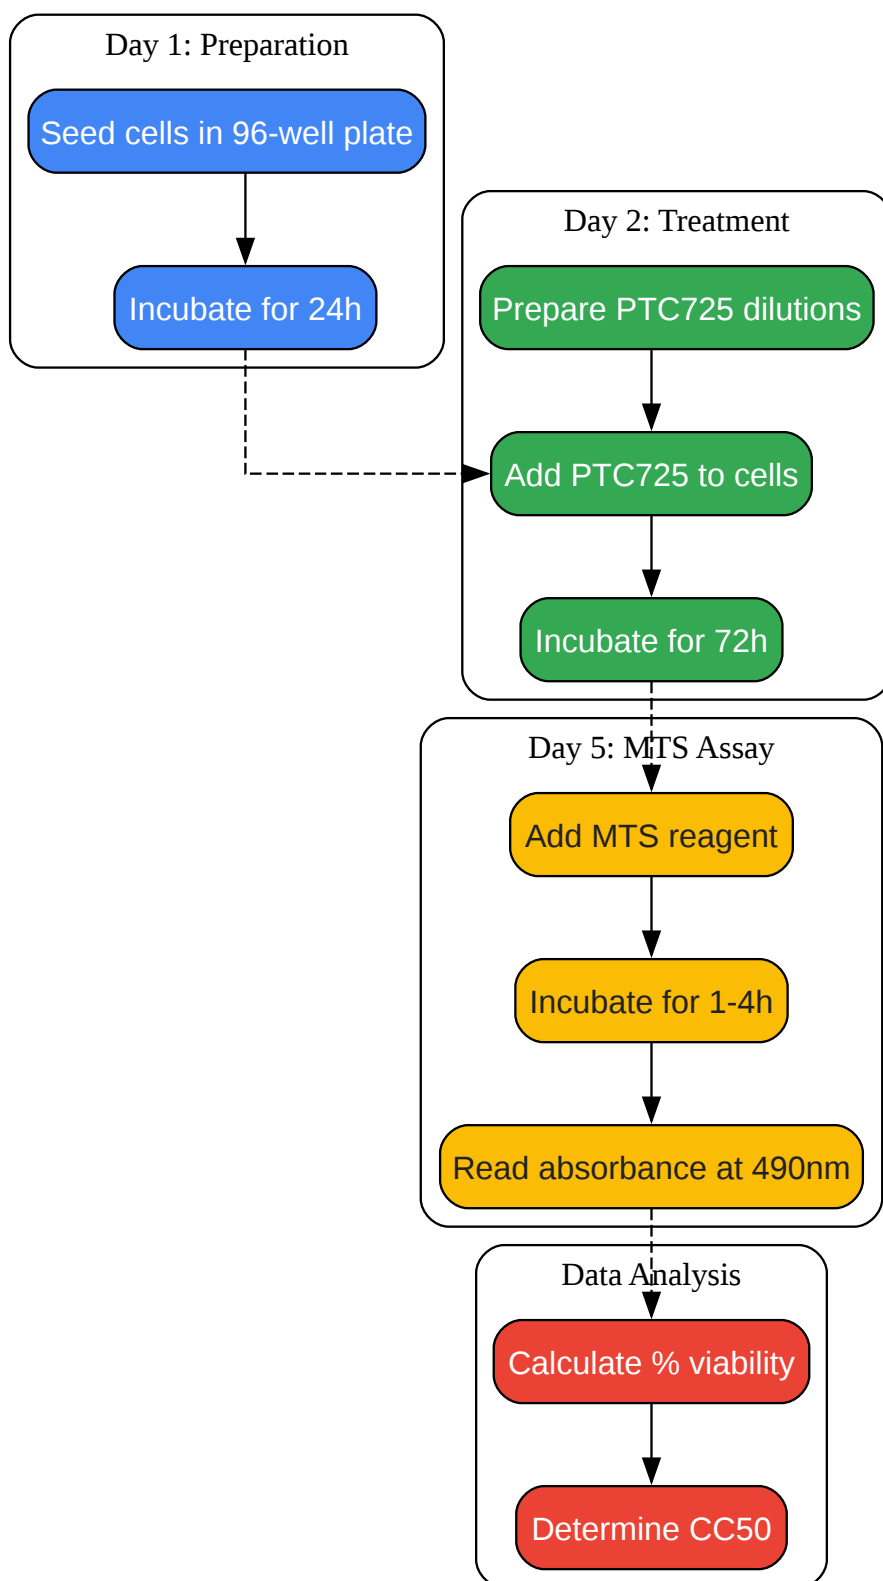 Day 1: Preparation
Seed cells in 96-well plate
Incubate for 24h
Day 2: Treatment
Prepare PTC725 dilutions
Add PTC725 to cells
Incubate for 72h
Day 5: MTS Assay
Add MTS reagent
Incubate for 1-4h
Read absorbance at 490nm
Data Analysis
Calculate % viability
Determine CC50